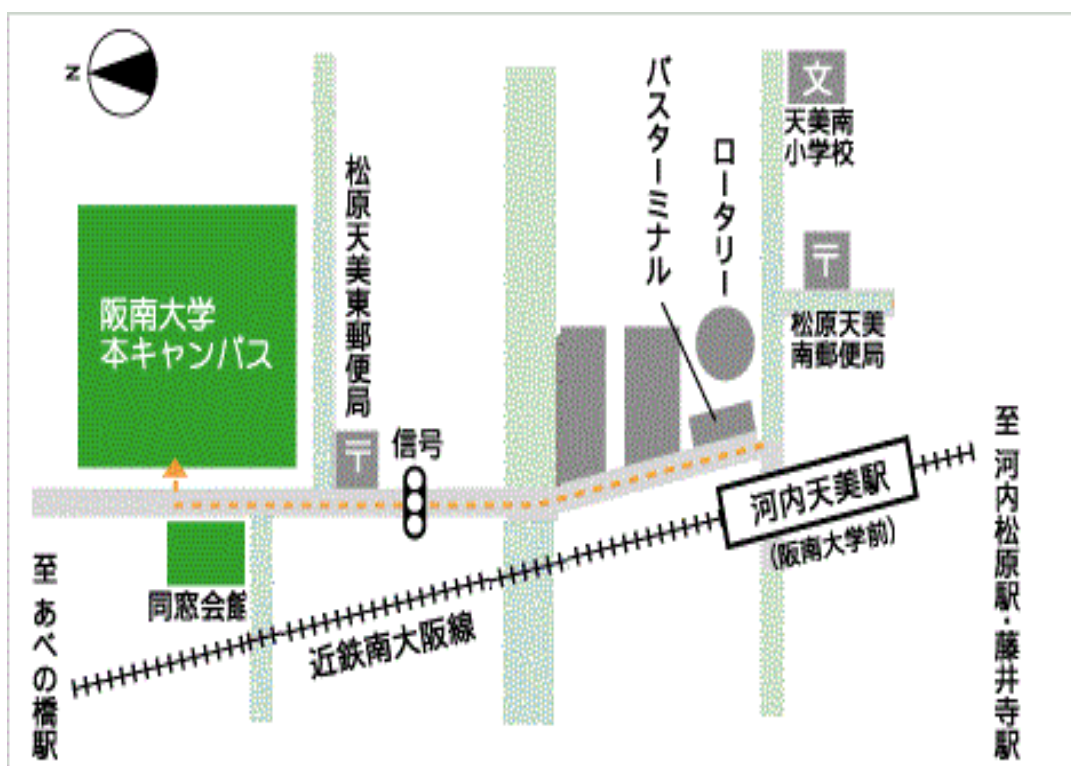 N
文
天美南
小学校
バスターミナル
ロータリー
松原天美東郵便局
〒
松原天美
南郵便局
阪南大学
本キャンパス
〒
信号
河内天美駅
(阪南大学前)
至 河内松原駅・藤井寺駅
同窓会館
近鉄南大阪線
至 あべの橋駅